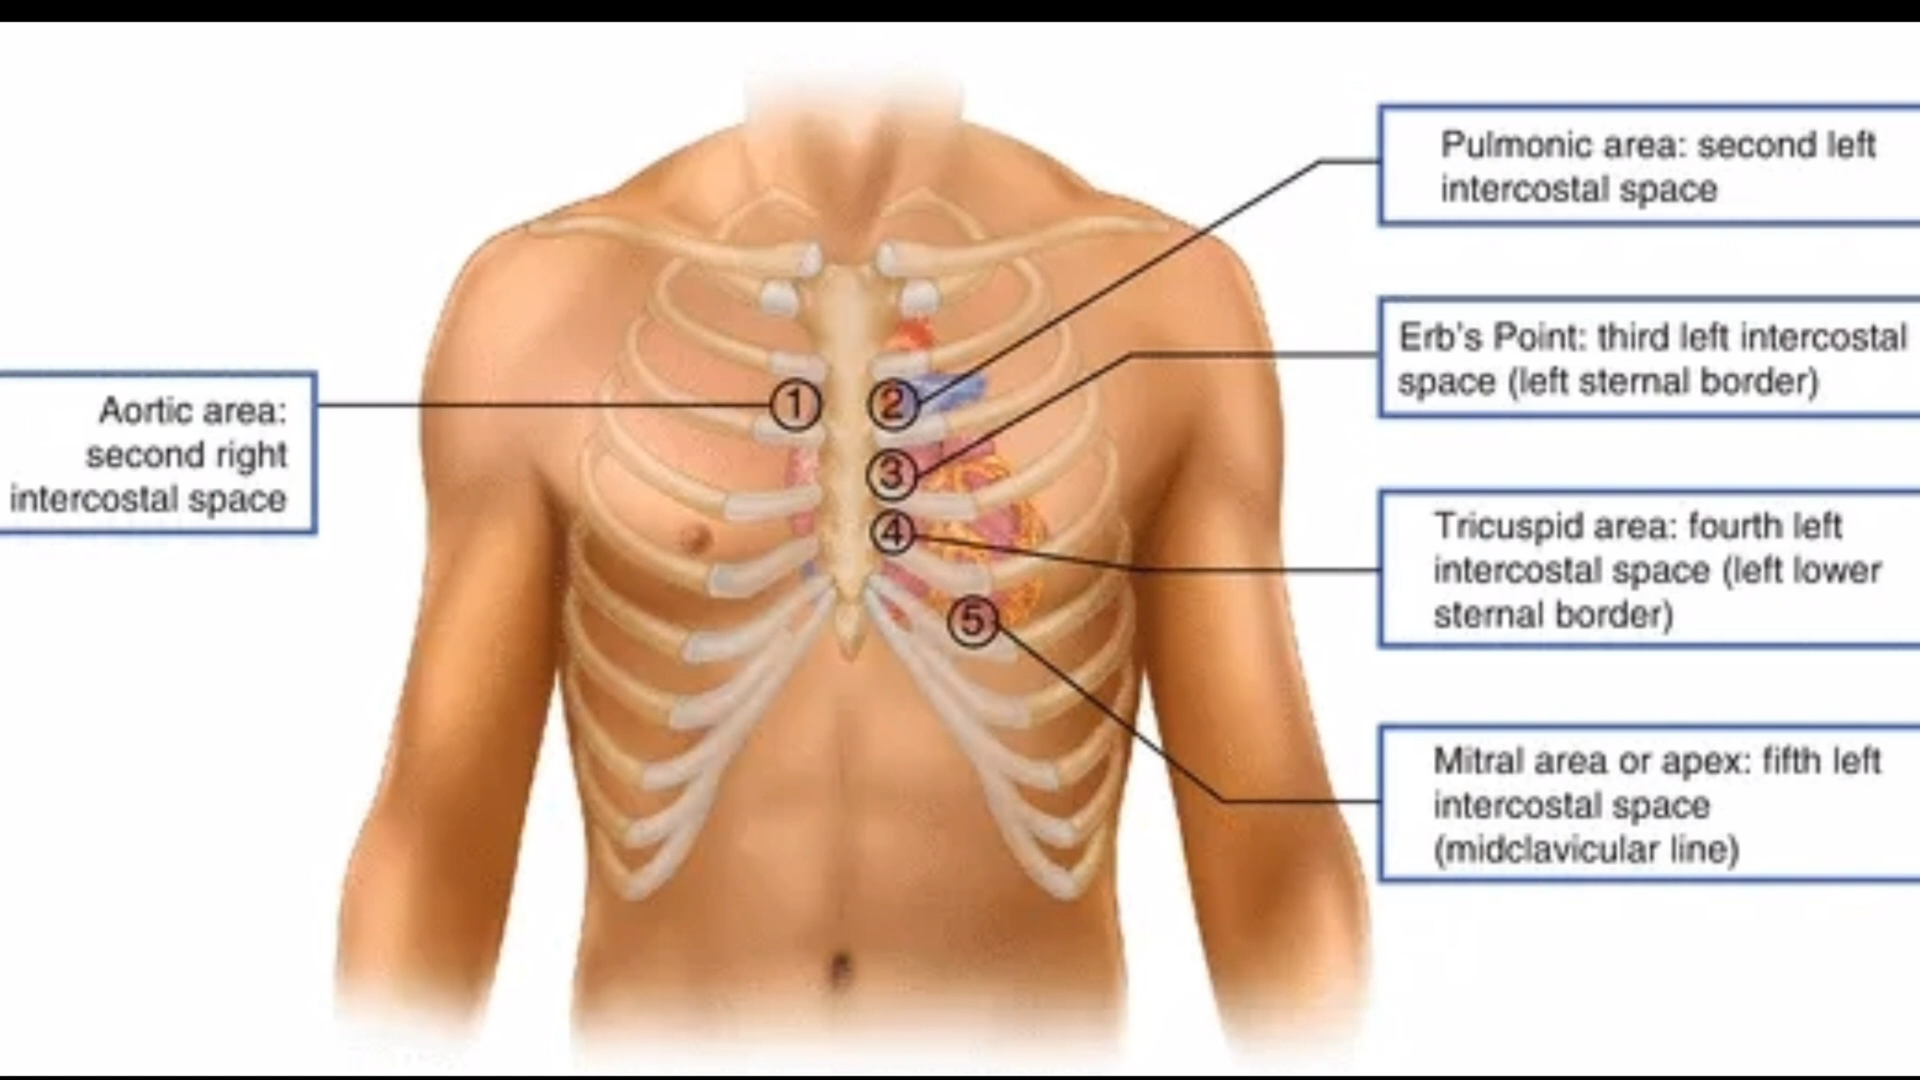 Aortic area:
second right
intercostal space
1
2
3
4
5
Pulmonic area: second left
intercostal space
Erb's Point: third left intercostal
space (left sternal border)
Tricuspid area: fourth left
intercostal space (left lower
sternal border)
Mitral area or apex: fifth left
intercostal space
(midclavicular line)